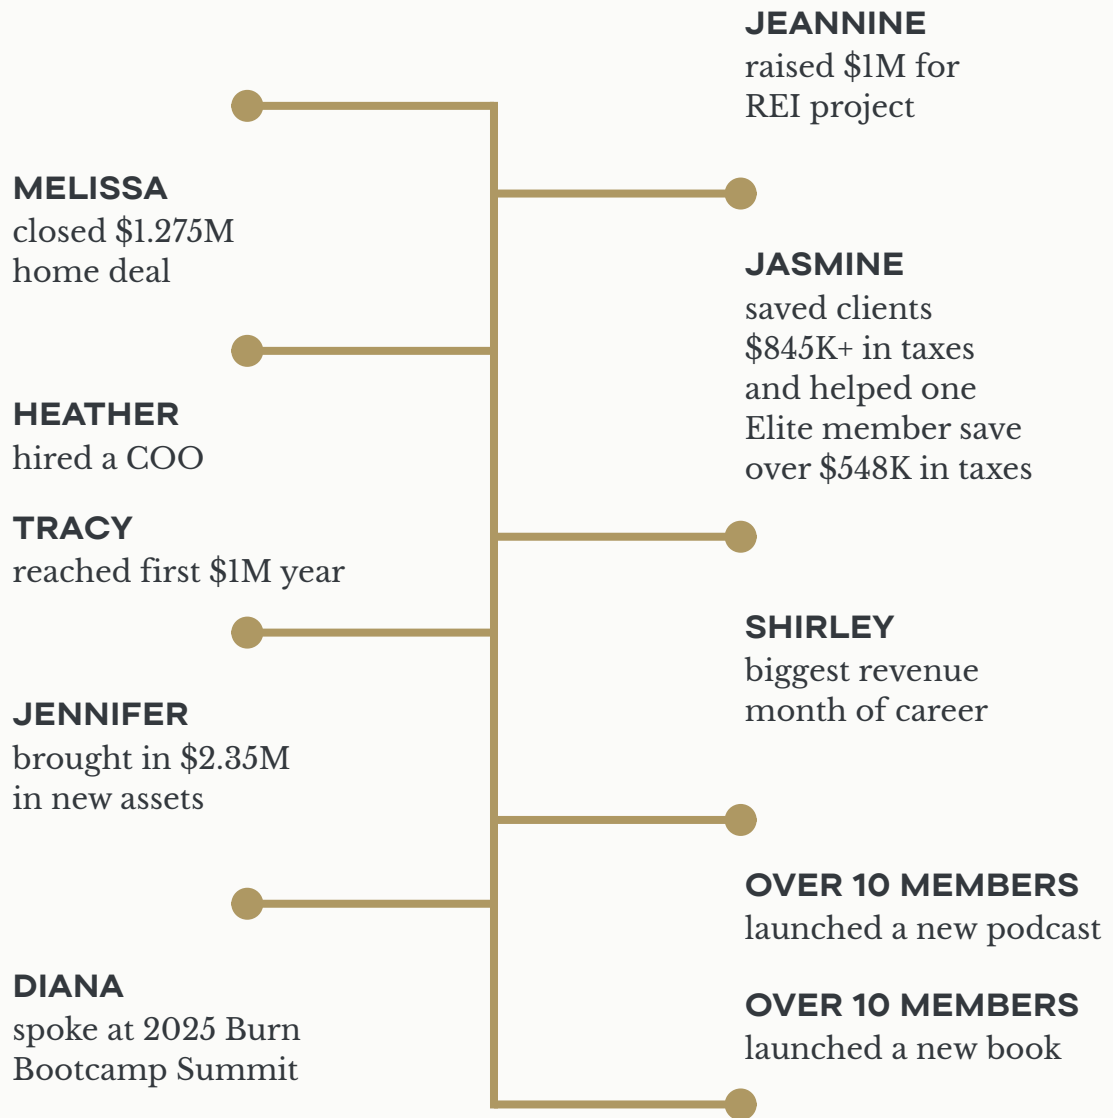 JEANNINE
raised $1M for
REI project
MELISSA
closed $1.275M
home deal
JASMINE
saved clients
$845K+ in taxes
and helped one
Elite member save
over $548K in taxes
HEATHER
hired a COO
TRACY
reached first $1M year
SHIRLEY
biggest revenue
month of career
JENNIFER
brought in $2.35M
in new assets
OVER 10 MEMBERS
launched a new podcast
DIANA
spoke at 2025 Burn
Bootcamp Summit
OVER 10 MEMBERS
launched a new book